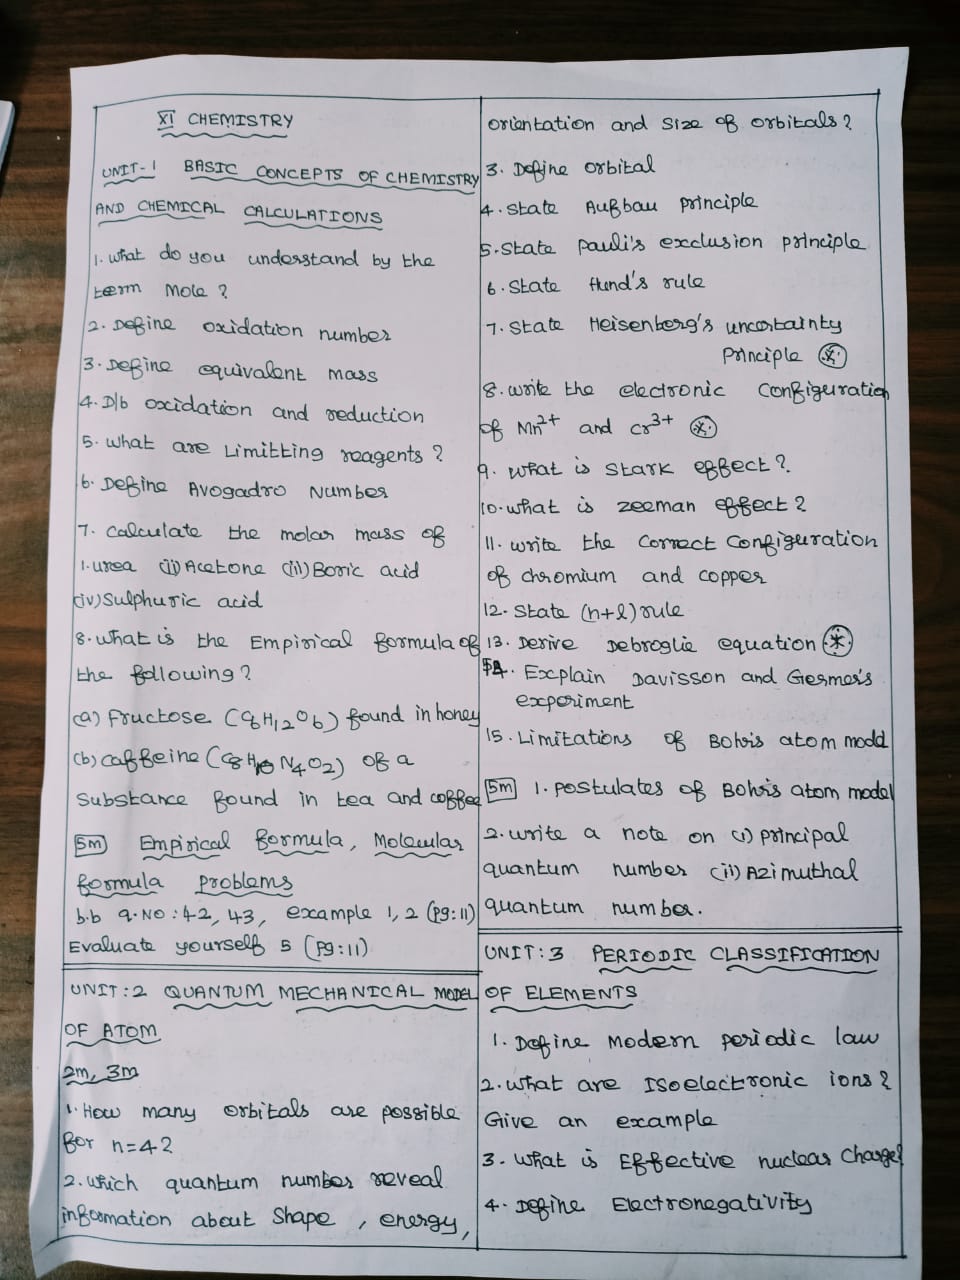 XI CHEMISTRY
UNIT-1 BASIC CONCEPTS OF CHEMISTRY
AND CHEMICAL CALCULATIONS
1. what do you understand by the
term Mole?
2. Define oxidation number
3. Define equivalent mass
4. D/b oxidation and reduction
5. What are Limitting reagents?
6. Define Avogadro Number
7. Calculate the molar mass of
1. urea (ii) Acetone (iii) Boric acid
(iv) Sulphuric acid
8. What is the Empirical formula of
the following?
(a) Fructose (C6H12O6) found in honey
(b) caffeine (C8H10N4O2) of a
Substance found in tea and coffee
5m Empirical formula, Molecular
formula problems
b.b q.NO: 42, 43, example 1, 2 (pg:11)
Evaluate yourself 5 (pg:11)
UNIT:2 QUANTUM MECHANICAL MODEL
OF ATOM
2m, 3m
1. How many orbitals are possible
for n=4?
2. which quantum number reveal
information about Shape, energy,
orientation and size of orbitals?
3. Define orbital
4. State Aufbau principle
5. State pauli's exclusion principle
6. State Hund's rule
7. State Heisenberg's uncertainty
Principle *
8. write the electronic Configuration
of Mn2+ and Cr3+ *
9. What is Stark effect?
10. what is zeeman effect?
11. write the Correct Configuration
of chromium and copper
12. State (n+l) rule
13. Derive Debroglie equation *
14. Explain Davisson and Germer's
experiment
15. Limitations of Bohr's atom model
5m 1. postulates of Bohr's atom model
2. write a note on (i) principal
quantum number (ii) Azimuthal
quantum number.
UNIT:3 PERIODIC CLASSIFICATION
OF ELEMENTS
1. Define Modern periodic law
2. What are ISoelectronic ions?
Give an example
3. What is Effective nuclear charge?
4. Define Electronegativity